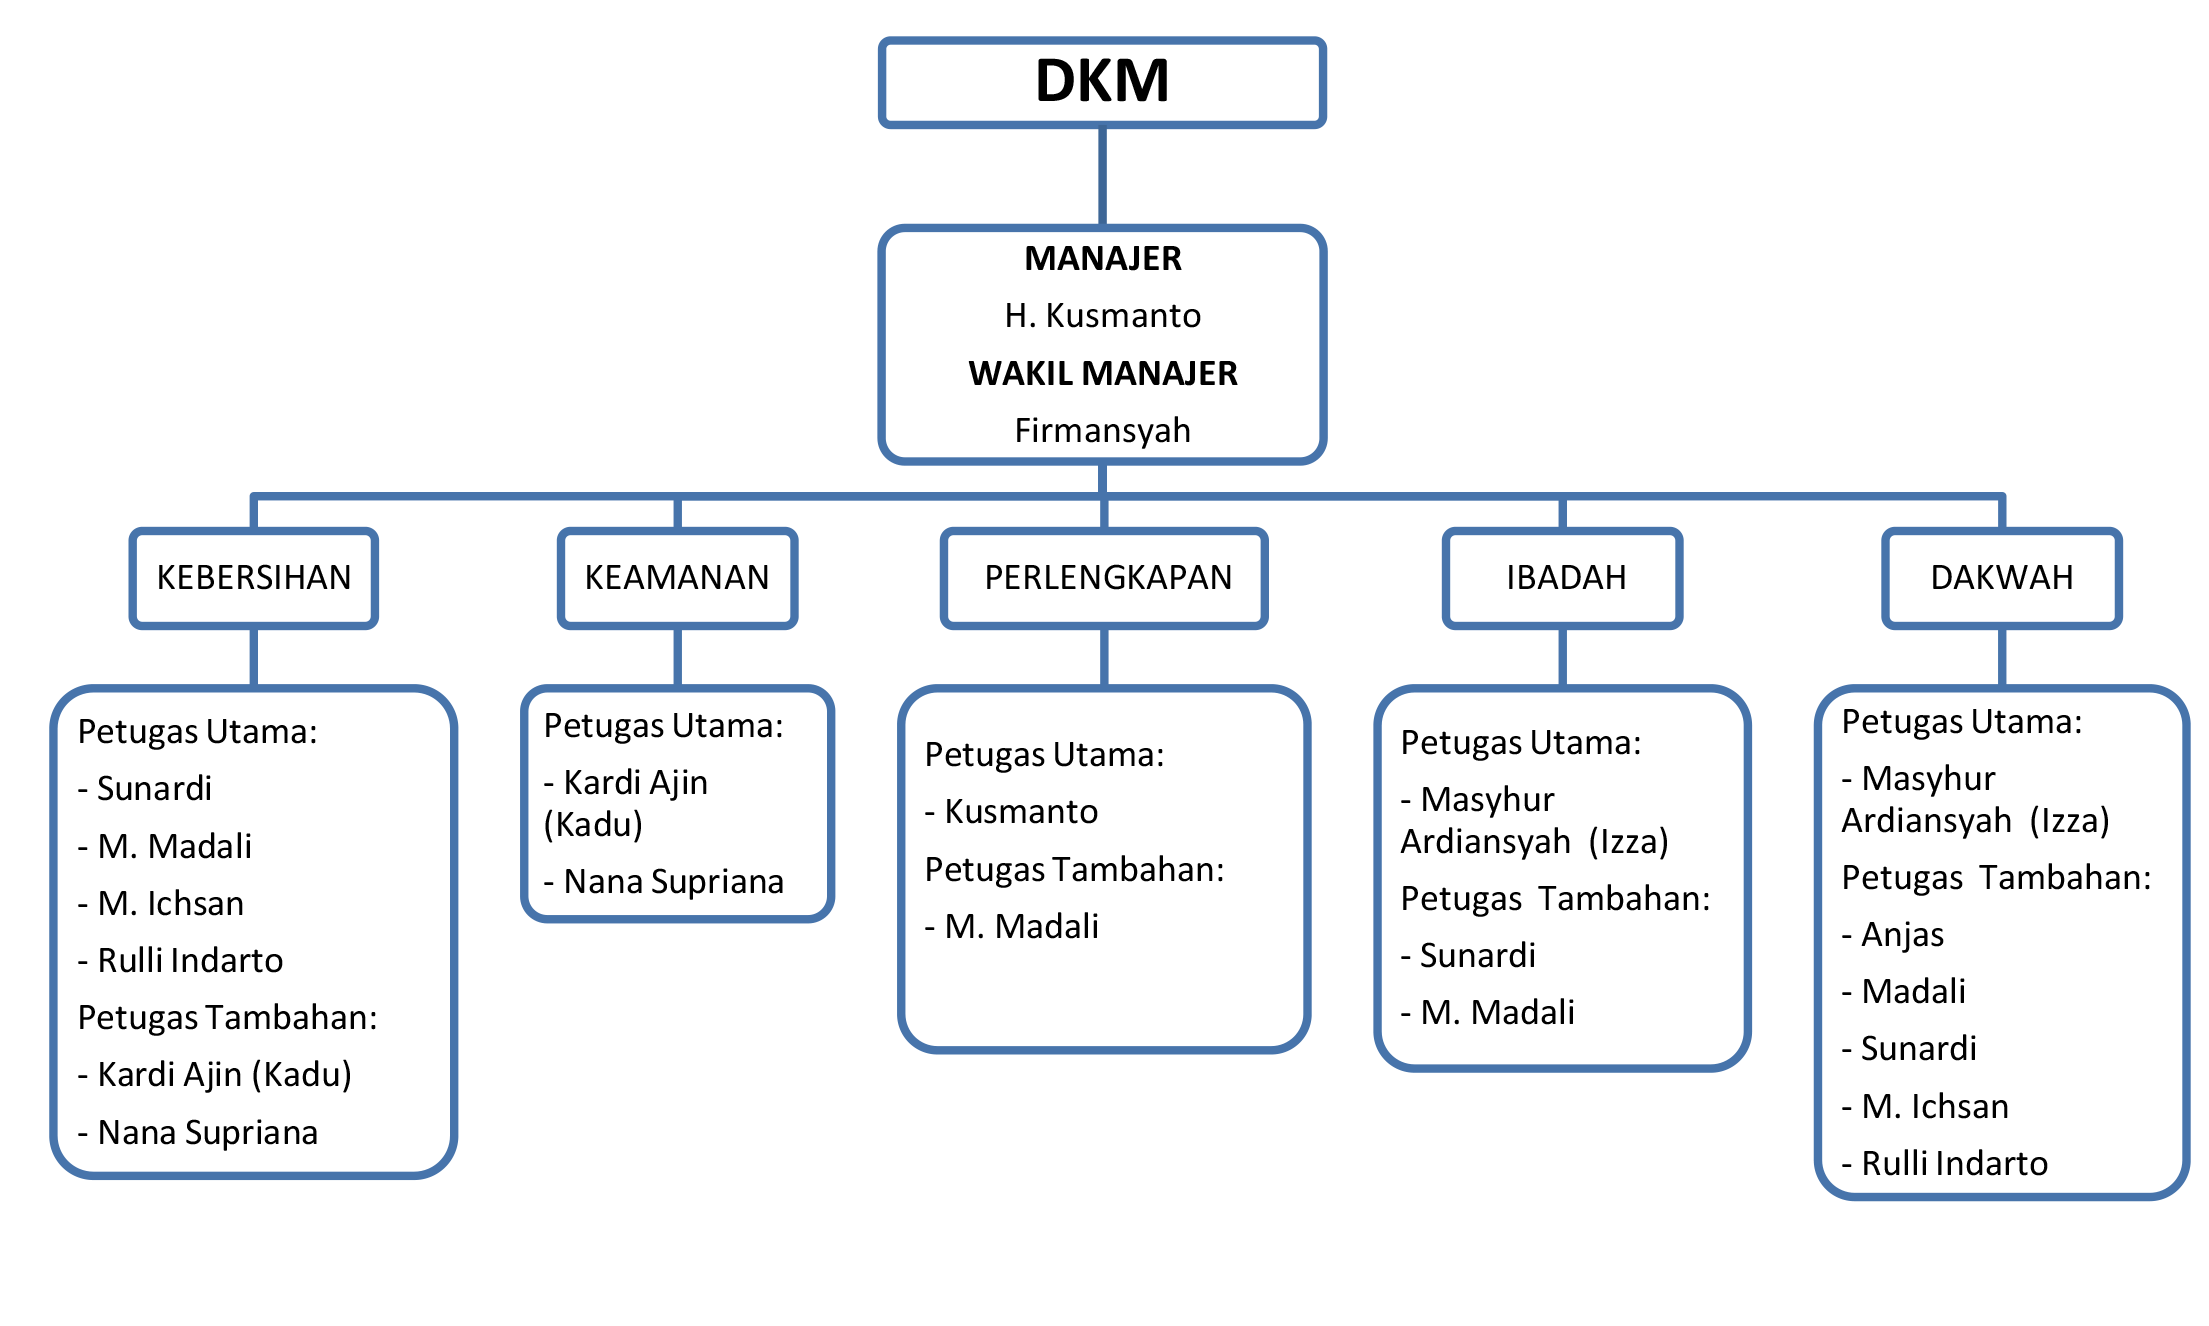 DKM
MANAJER
H. Kusmanto
WAKIL MANAJER
Firmansyah
KEBERSIHAN
KEAMANAN
PERLENGKAPAN
IBADAH
DAKWAH
Petugas Utama:
- Sunardi
- M. Madali
- M. Ichsan
- Rulli Indarto
Petugas Tambahan:
- Kardi Ajin (Kadu)
- Nana Supriana
Petugas Utama:
- Kardi Ajin
(Kadu)
- Nana Supriana
Petugas Utama:
- Kusmanto
Petugas Tambahan:
- M. Madali
Petugas Utama:
- Masyhur
Ardiansyah  (Izza)
Petugas  Tambahan:
- Sunardi
- M. Madali
Petugas Utama:
- Masyhur
Ardiansyah  (Izza)
Petugas  Tambahan:
- Anjas
- Madali
- Sunardi
- M. Ichsan
- Rulli Indarto